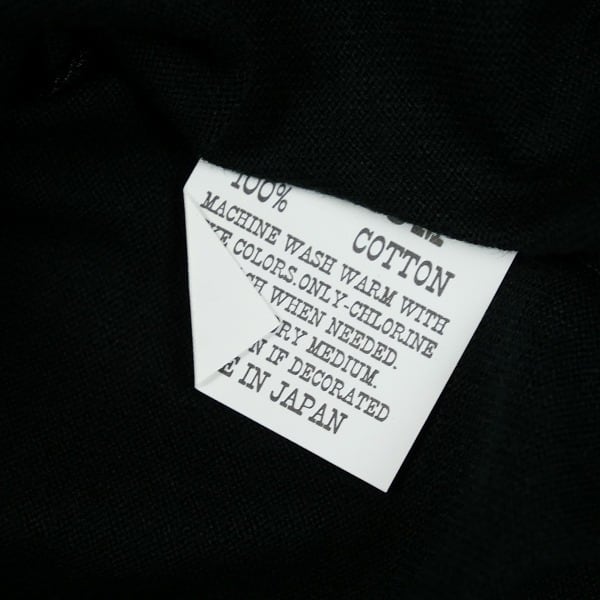 100% COTTON
MACHINE WASH WARM WITH
COLORS.ONLY-CHLORINE
WHEN NEEDED.
MEDIUM.
IF DECORATED
IN JAPAN